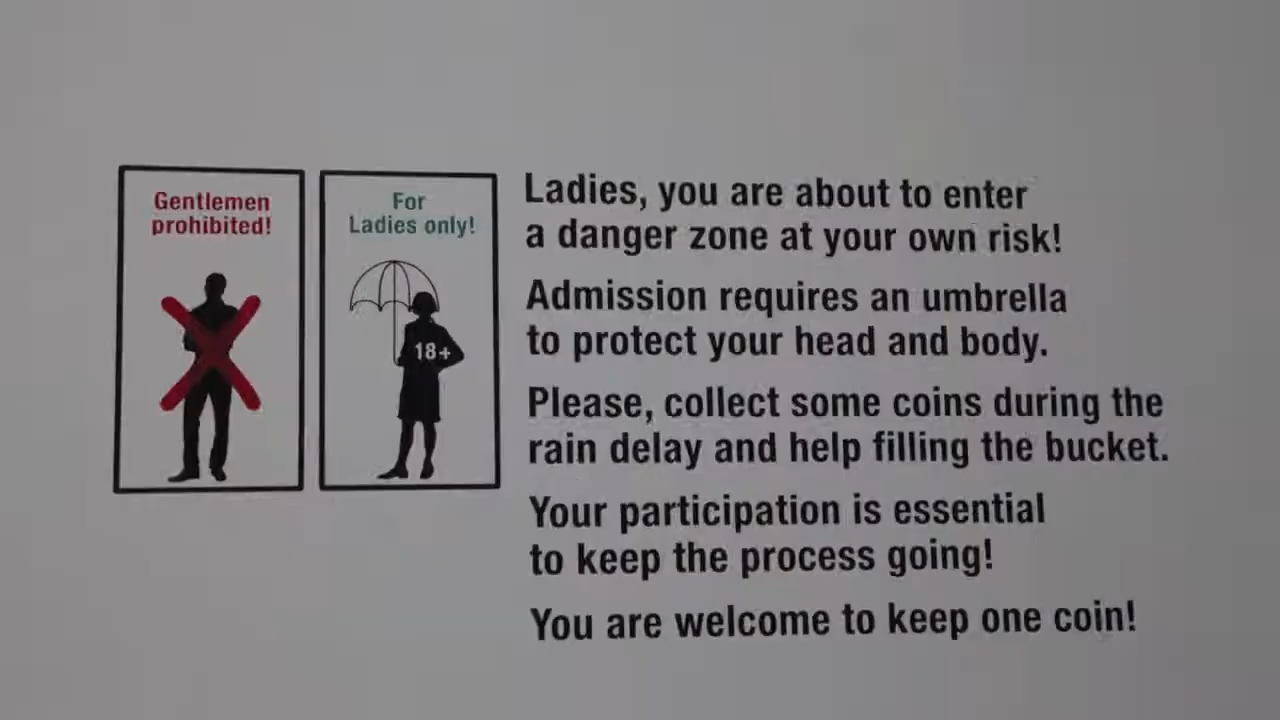 Gentlemen
prohibited!
For
Ladies only!
18+
Ladies, you are about to enter
a danger zone at your own risk!
Admission requires an umbrella
to protect your head and body.
Please, collect some coins during the
rain delay and help filling the bucket.
Your participation is essential
to keep the process going!
You are welcome to keep one coin!